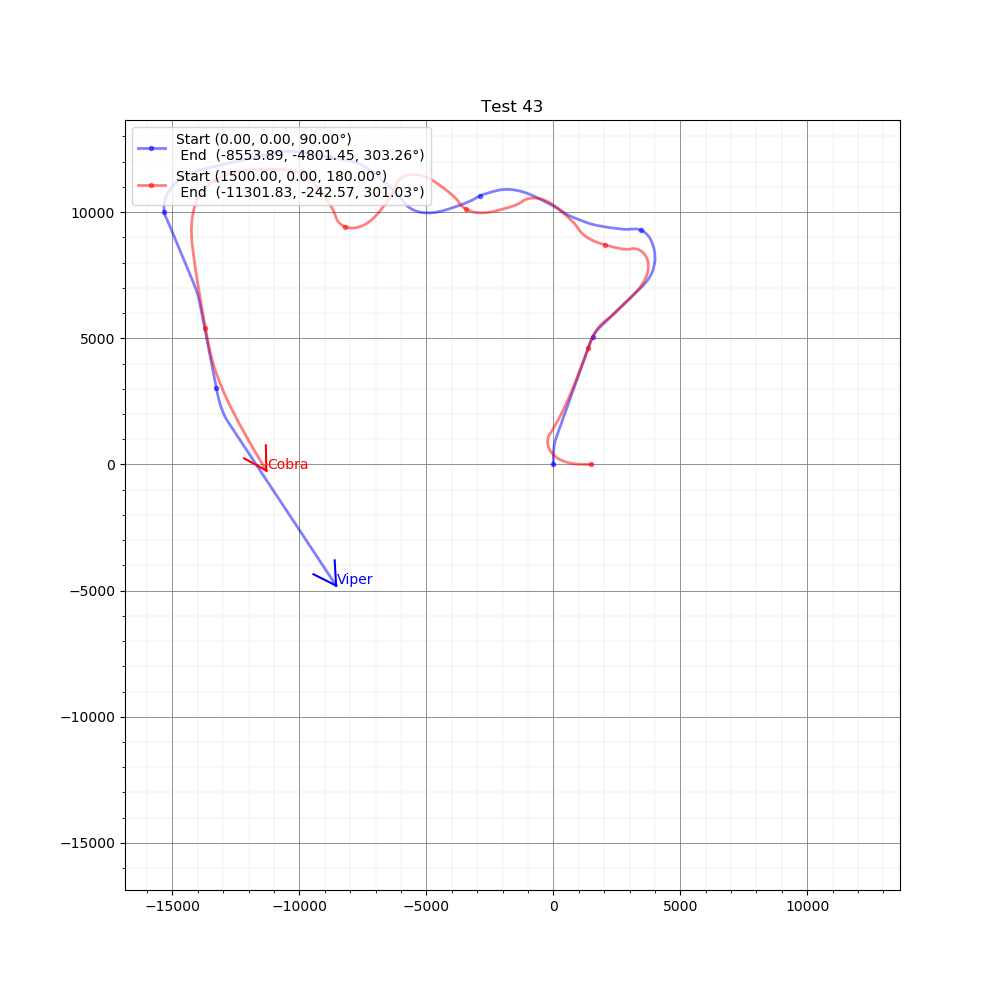 Test 43
Start (0.00, 0.00, 90.00°)
End (-8553.89, -4801.45, 303.26°)
Start (1500.00, 0.00, 180.00°)
End (-11301.83, -242.57, 301.03°)
10000
5000
0
Cobra
Viper
−5000
−10000
−15000
−15000 −10000 −5000 0 5000 10000